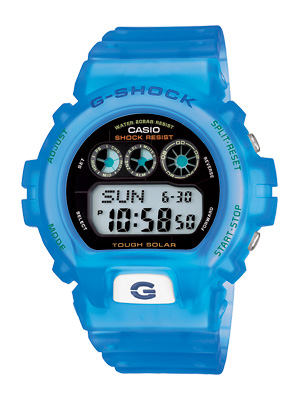 G-SHOCK
WATER 20BAR RESIST
CASIO
SHOCK RESIST
ADJUST
SPLIT-RESET
SET
REVERSE
SUN 6-30
P 10:58 50
MODE
SELECT
FORWARD
START-STOP
TOUGH SOLAR
G